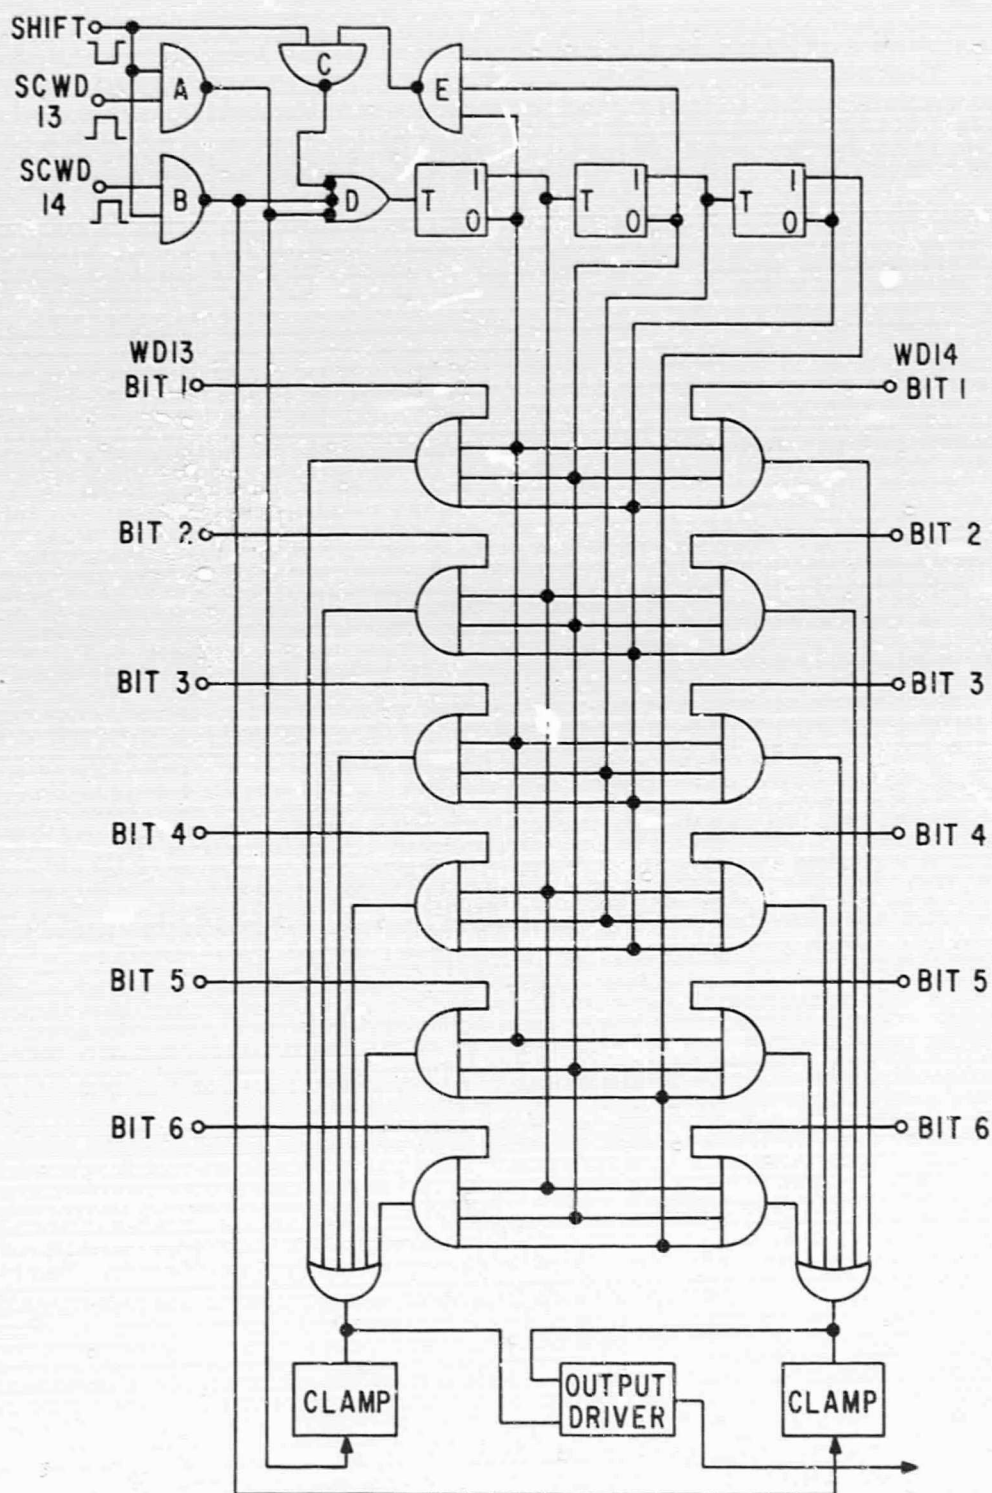 SHIFT
C
SCWD
13
A
E
SCWD
14
B
D
T
1
0
T
1
0
T
1
0
WD13
BIT 1
WD14
BIT 1
BIT 2
BIT 2
BIT 3
BIT 3
BIT 4
BIT 4
BIT 5
BIT 5
BIT 6
BIT 6
CLAMP
OUTPUT
DRIVER
CLAMP